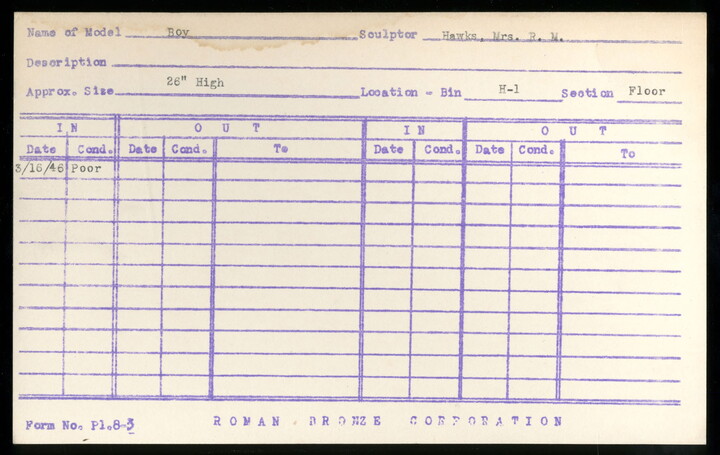 Name of Model Boy Sculptor Hawks, Mrs. R. M.
Description
Approx. Size 26" High Location - Bin H-1 Section Floor
IN OUT IN OUT
Date Cond. Date Cond. To Date Cond. Date Cond. To
3/16/46 Poor
Form No. Pl.8-3 ROMAN BRONZE CORPORATION